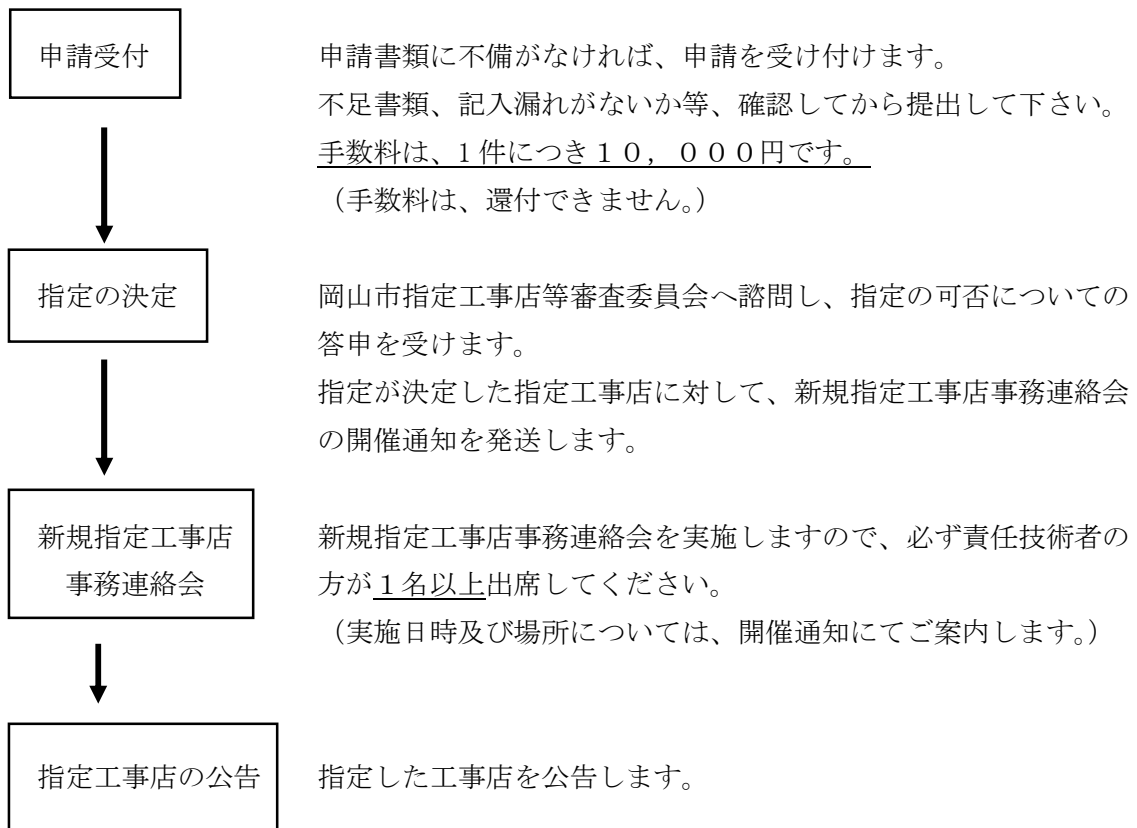 申請受付
申請書類に不備がなければ、申請を受け付けます。
不足書類、記入漏れがないか等、確認してから提出して下さい。
手数料は、1件につき１０，０００円です。
（手数料は、還付できません。）
指定の決定
岡山市指定工事店等審査委員会へ諮問し、指定の可否についての
答申を受けます。
指定が決定した指定工事店に対して、新規指定工事店事務連絡会
の開催通知を発送します。
新規指定工事店
事務連絡会
新規指定工事店事務連絡会を実施しますので、必ず責任技術者の
方が１名以上出席してください。
（実施日時及び場所については、開催通知にてご案内します。）
指定工事店の公告
指定した工事店を公告します。